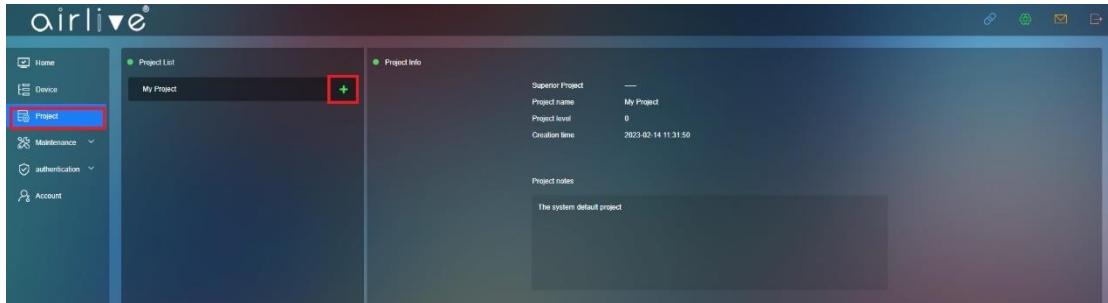 airlive®
Home
Device
Project
Maintenance
authentication
Account
Project List
My Project
Project Info
Superior Project ----
Project name My Project
Project level 0
Creation time 2023-02-14 11:31:50
Project notes
The system default project